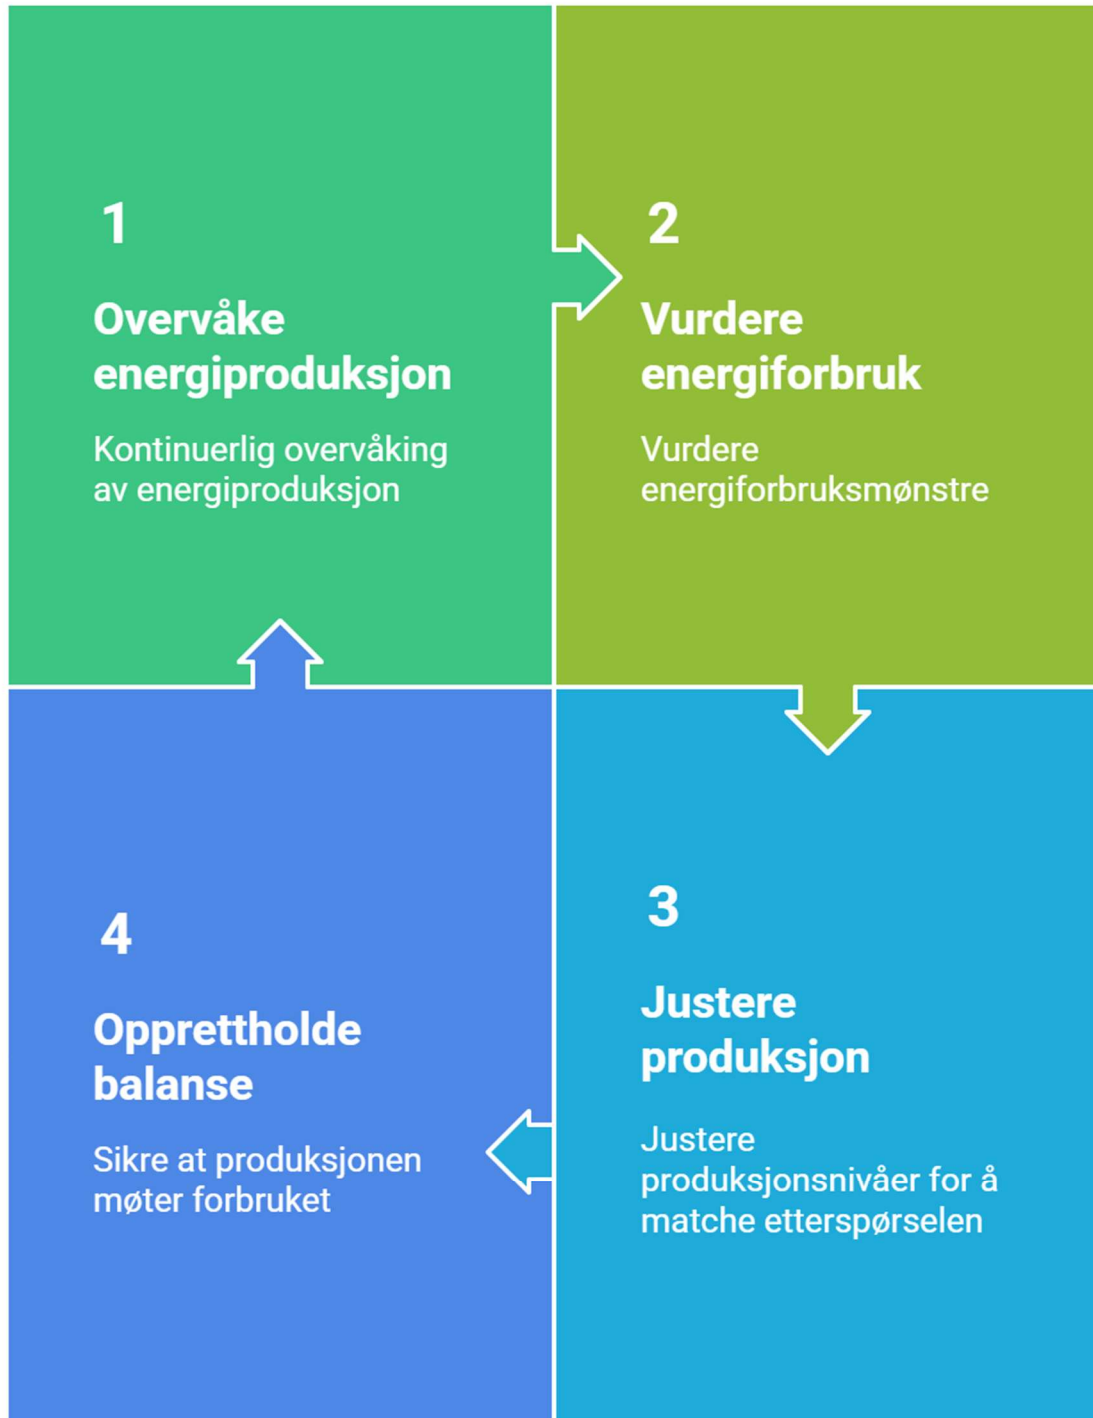 1
Overvåke
energiproduksjon
Kontinuerlig overvåking
av energiproduksjon
2
Vurdere
energiforbruk
Vurdere
energiforbruksmønstre
3
Justere
produksjon
Justere
produksjonsnivåer for å
matche etterspørselen
4
Opprettholde
balanse
Sikre at produksjonen
møter forbruket